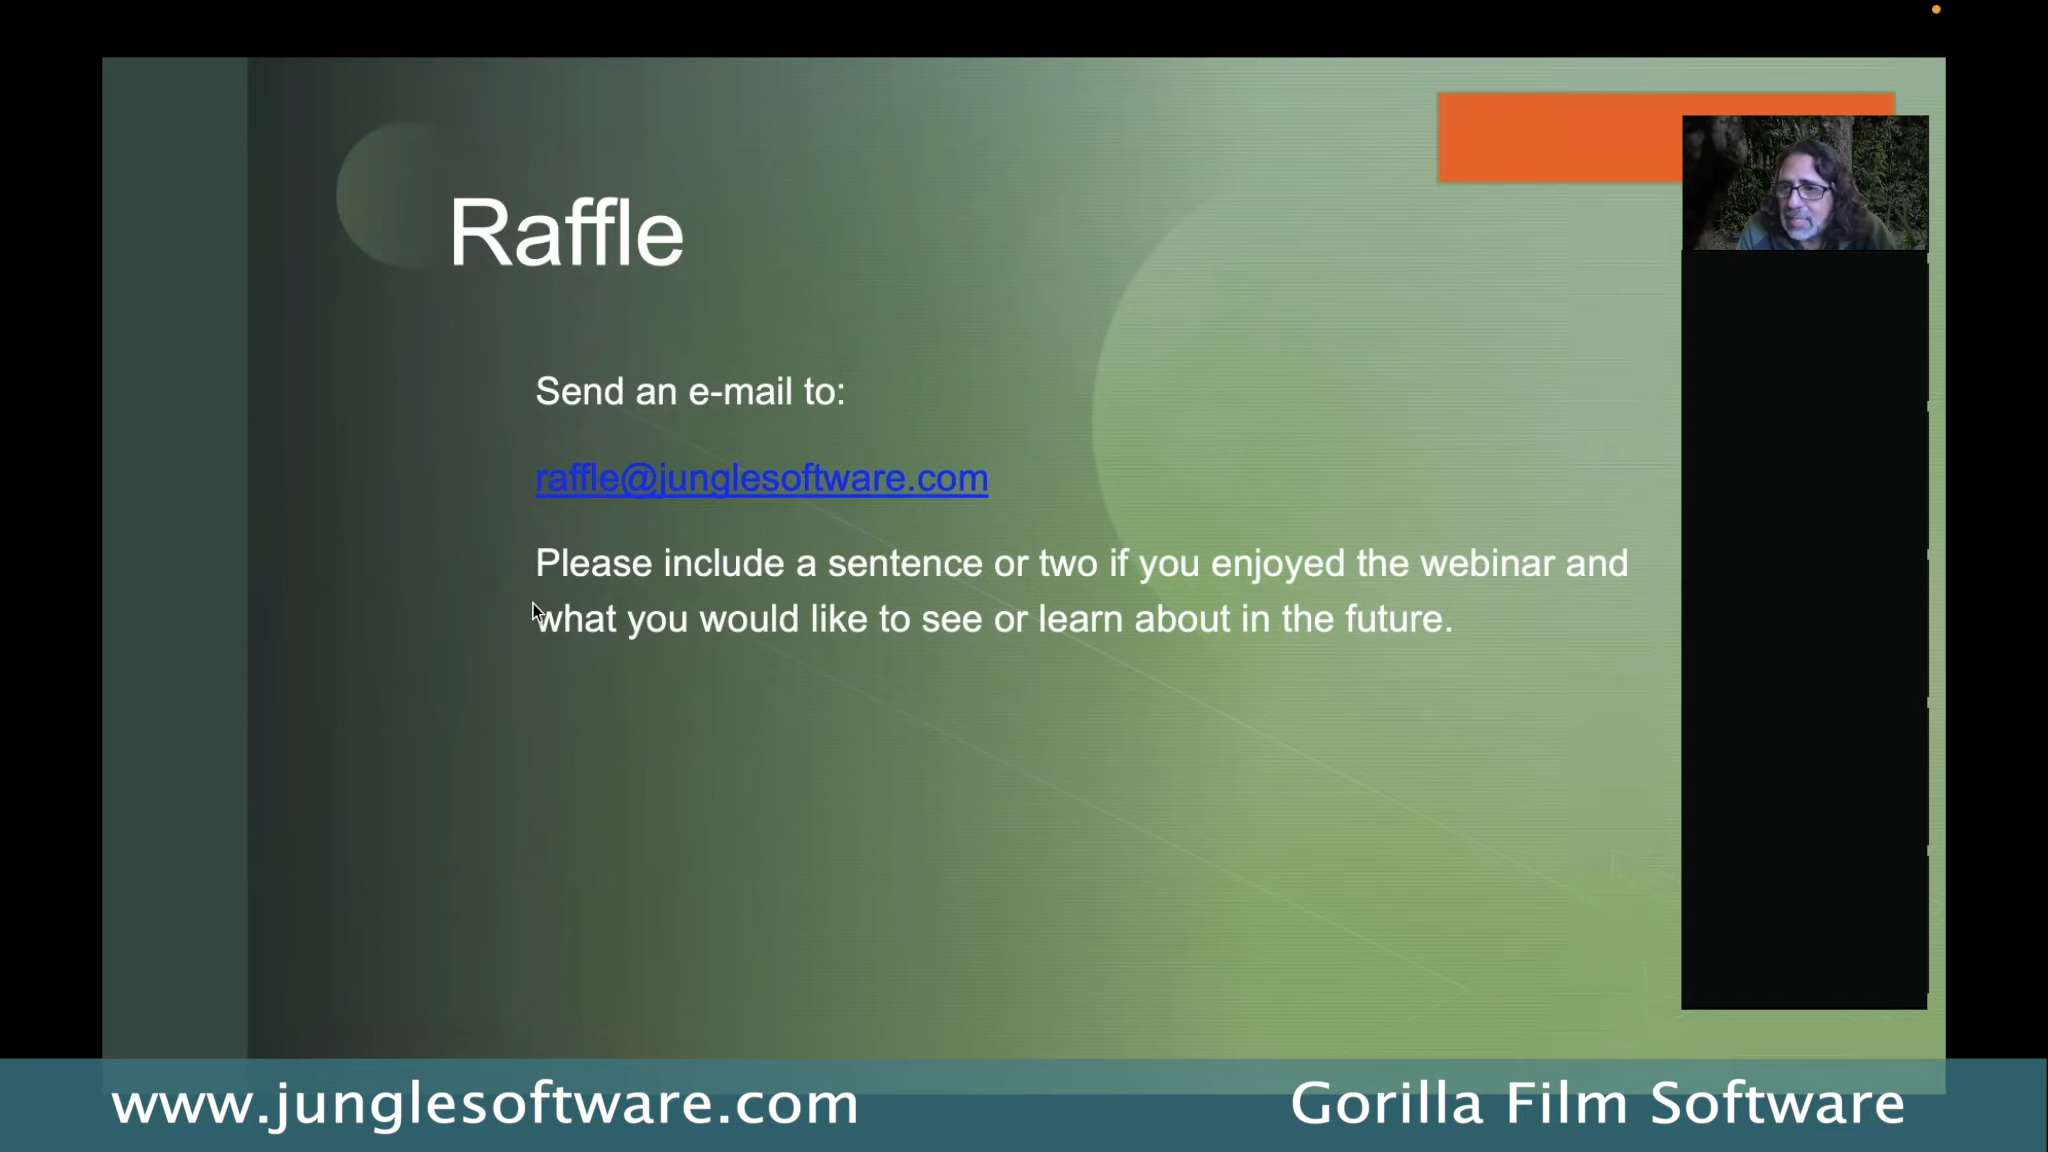 Raffle
Send an e-mail to:
raffle@junglesoftware.com
Please include a sentence or two if you enjoyed the webinar and
what you would like to see or learn about in the future.
www.junglesoftware.com
Gorilla Film Software